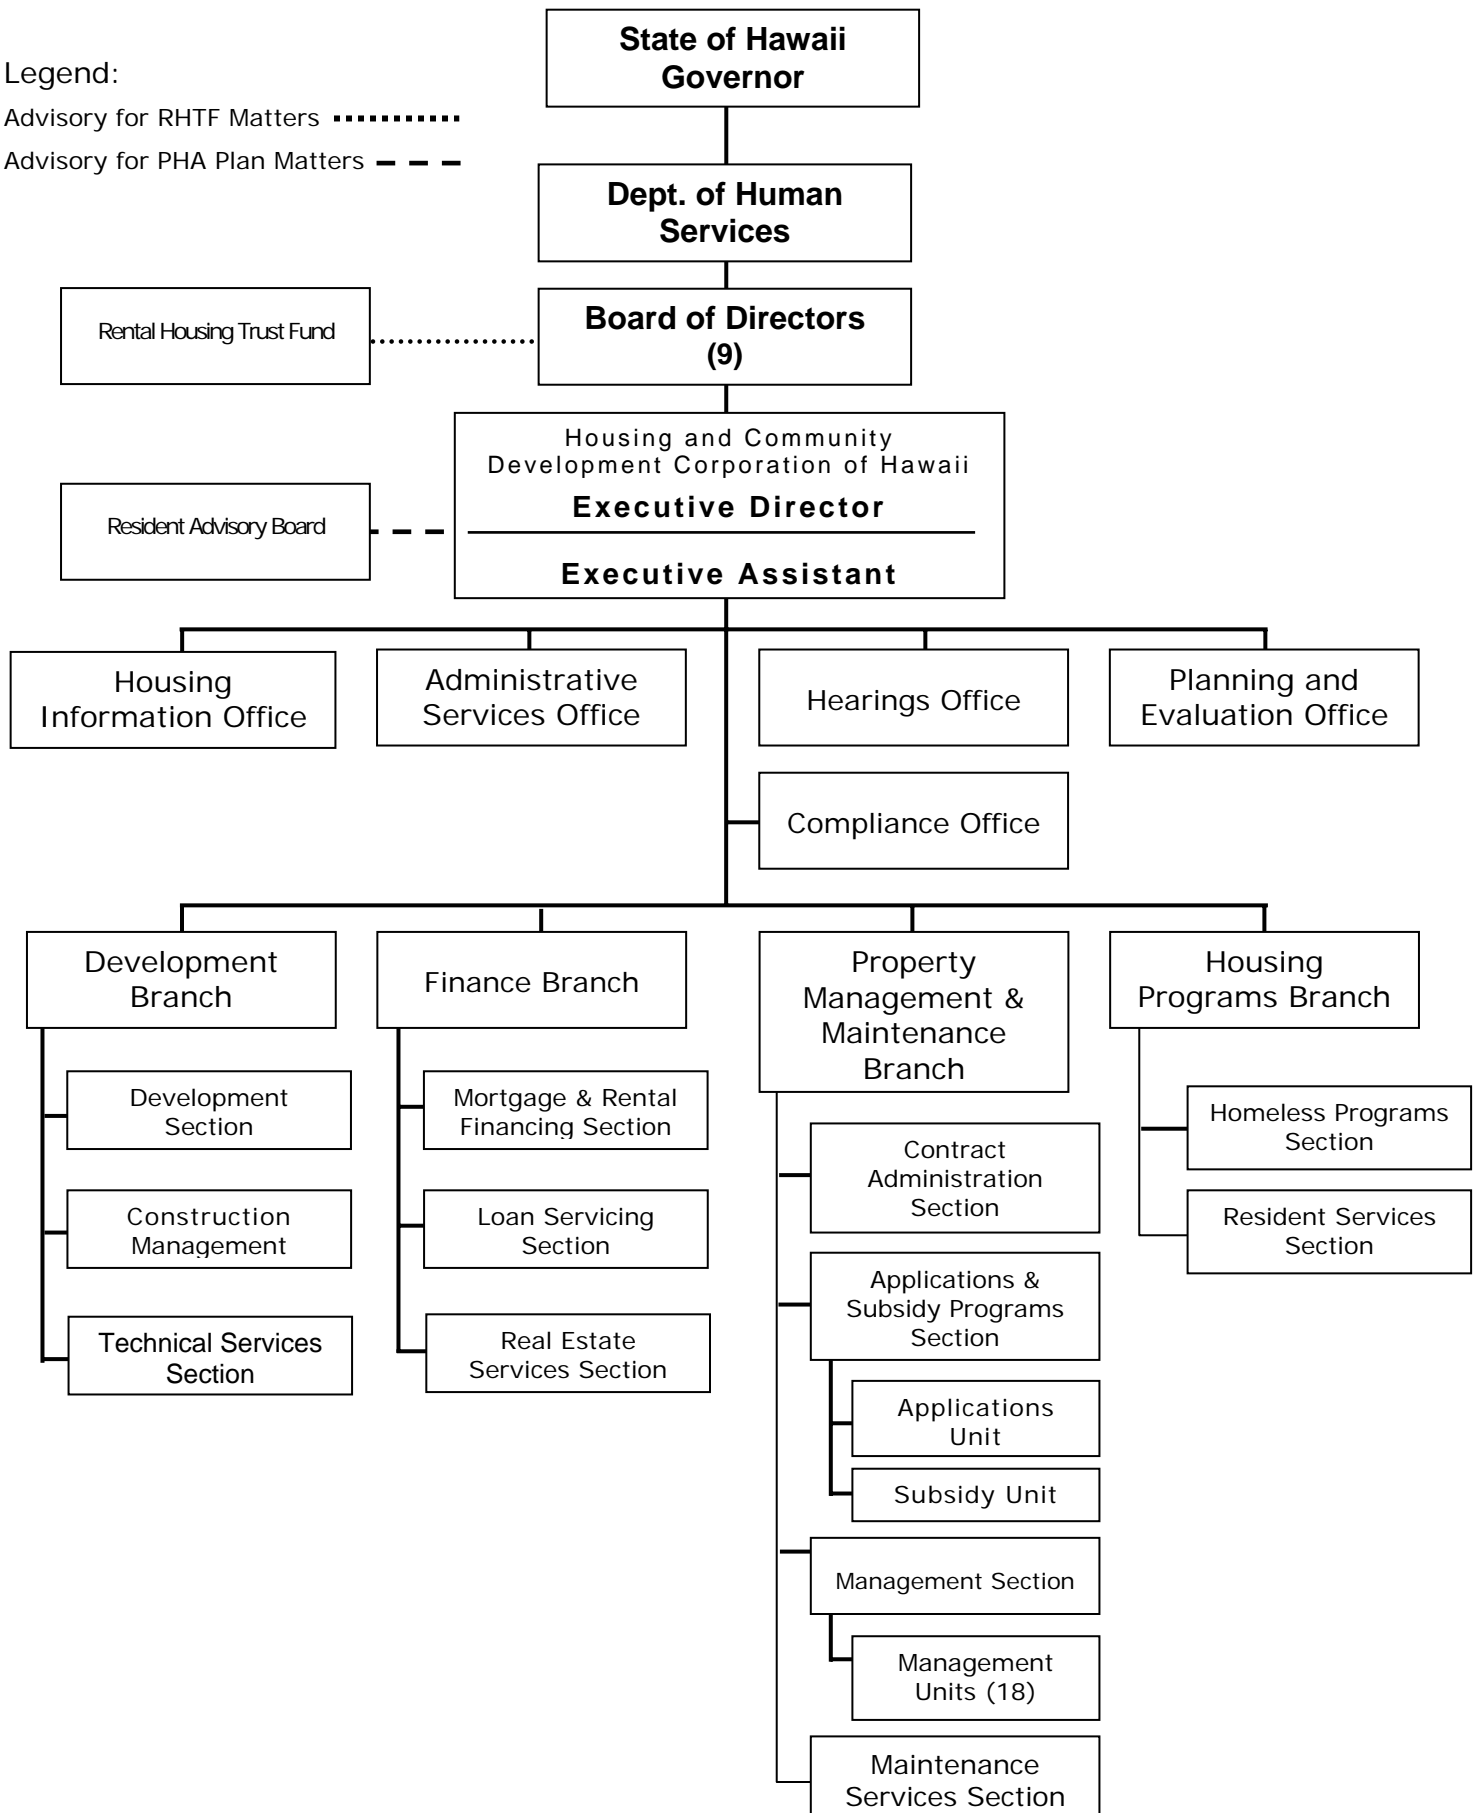 State of Hawaii
Governor
Legend:
Advisory for RHTF Matters
Advisory for PHA Plan Matters
Dept. of Human
Services
Rental Housing Trust Fund
Board of Directors
(9)
Housing and Community
Development Corporation of Hawaii
Executive Director
Resident Advisory Board
Executive Assistant
Housing
Information Office
Administrative
Services Office
Hearings Office
Planning and
Evaluation Office
Compliance Office
Development
Branch
Finance Branch
Property
Management &
Maintenance
Branch
Housing
Programs Branch
Development
Section
Construction
Management
Technical Services
Section
Mortgage & Rental
Financing Section
Loan Servicing
Section
Real Estate
Services Section
Contract
Administration
Section
Applications &
Subsidy Programs
Section
Applications
Unit
Subsidy Unit
Management Section
Management
Units (18)
Maintenance
Services Section
Homeless Programs
Section
Resident Services
Section